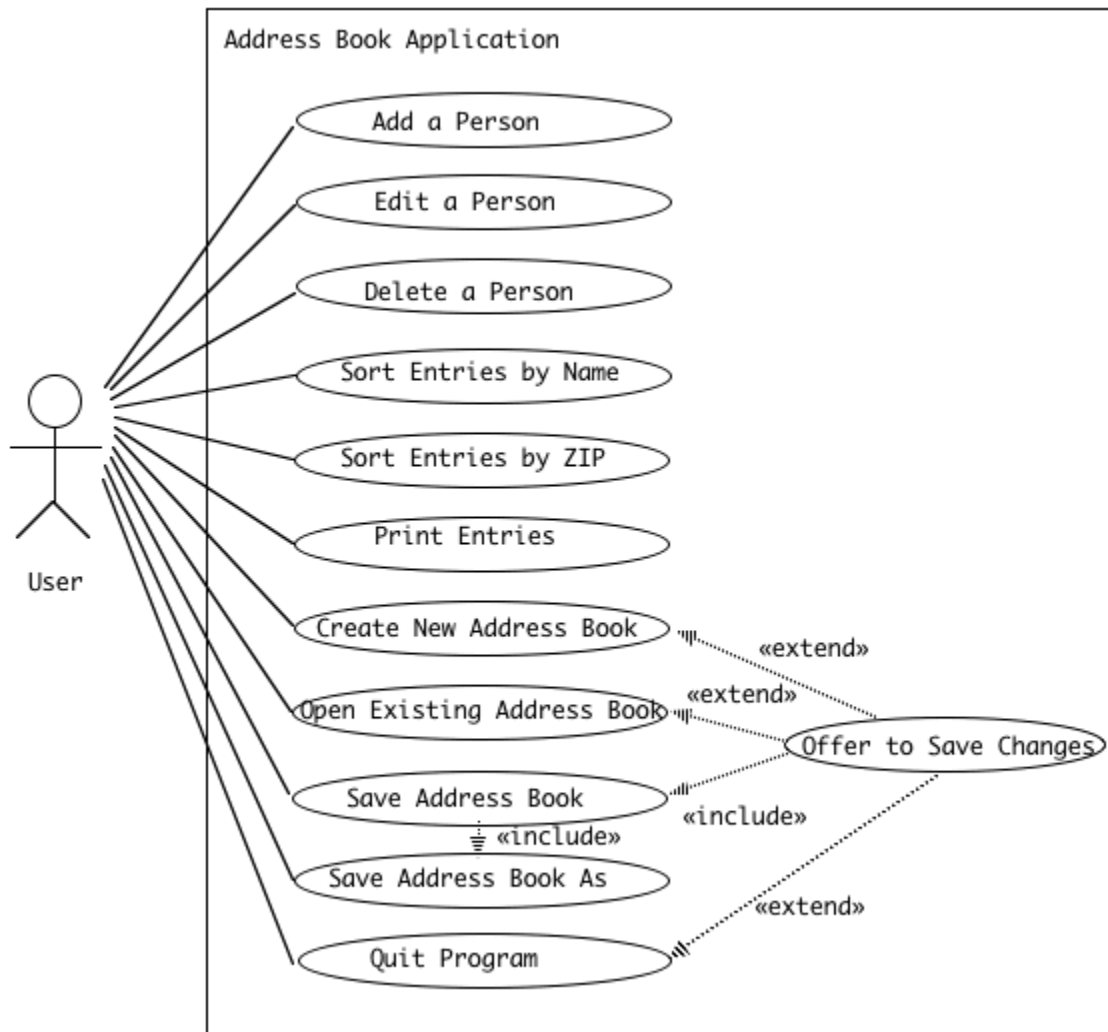 Address Book Application
Add a Person
Edit a Person
Delete a Person
Sort Entries by Name
Sort Entries by ZIP
Print Entries
User
Create New Address Book
«extend»
«extend»
Open Existing Address Book
Offer to Save Changes
Save Address Book
«include»
«include»
Save Address Book As
«extend»
Quit Program